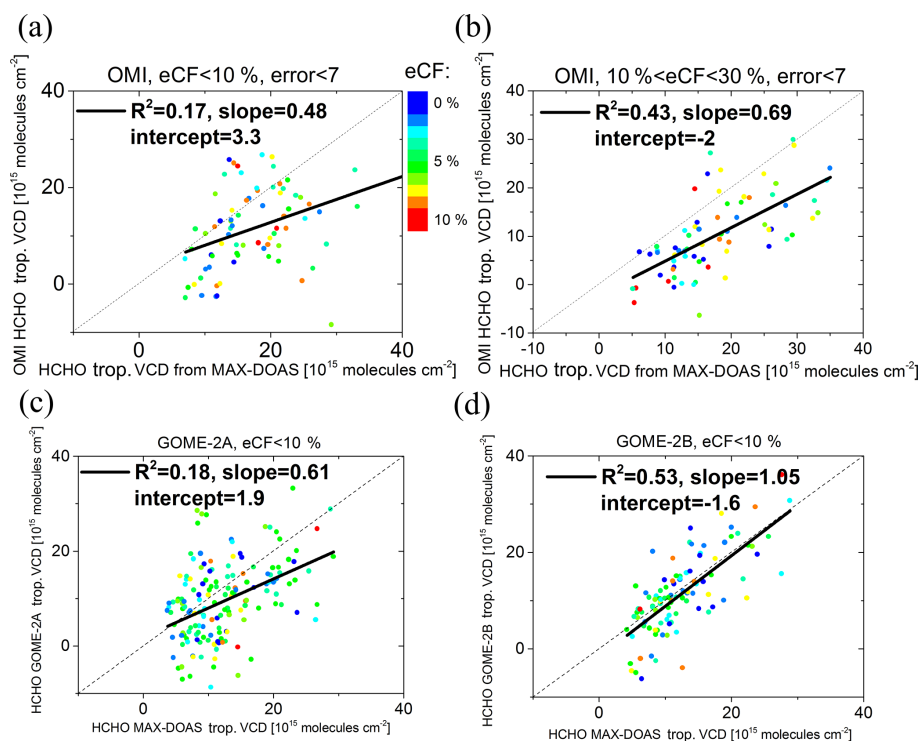 (a)
OMI, eCF<10 %, error<7
R²=0.17, slope=0.48
intercept=3.3
OMI HCHO trop. VCD [10¹⁵ molecules cm⁻²]
40
20
0
0 20 40
HCHO trop. VCD from MAX-DOAS [10¹⁵ molecules cm⁻²]
eCF:
0 %
5 %
10 %
(b)
OMI, 10 %<eCF<30 %, error<7
R²=0.43, slope=0.69
intercept=-2
OMI HCHO trop. VCD [10¹⁵ molecules cm⁻²]
40
30
20
10
0
-10
-10 0 10 20 30 40
HCHO trop. VCD from MAX-DOAS [10¹⁵ molecules cm⁻²]
(c)
GOME-2A, eCF<10 %
R²=0.18, slope=0.61
intercept=1.9
HCHO GOME-2A trop. VCD [10¹⁵ molecules cm⁻²]
40
20
0
0 20 40
HCHO MAX-DOAS trop. VCD [10¹⁵ molecules cm⁻²]
(d)
GOME-2B, eCF<10 %
R²=0.53, slope=1.05
intercept=-1.6
HCHO GOME-2B trop. VCD [10¹⁵ molecules cm⁻²]
40
20
0
0 20 40
HCHO MAX-DOAS trop. VCD [10¹⁵ molecules cm⁻²]